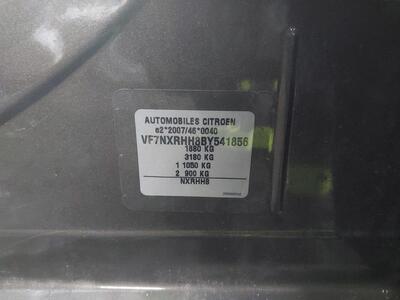 AUTOMOBILES CITROEN
e2*2007/46*0040
VF7NXRHH8BY541856
1880 KG
3180 KG
1 1050 KG
2 900 KG
NXRHH8